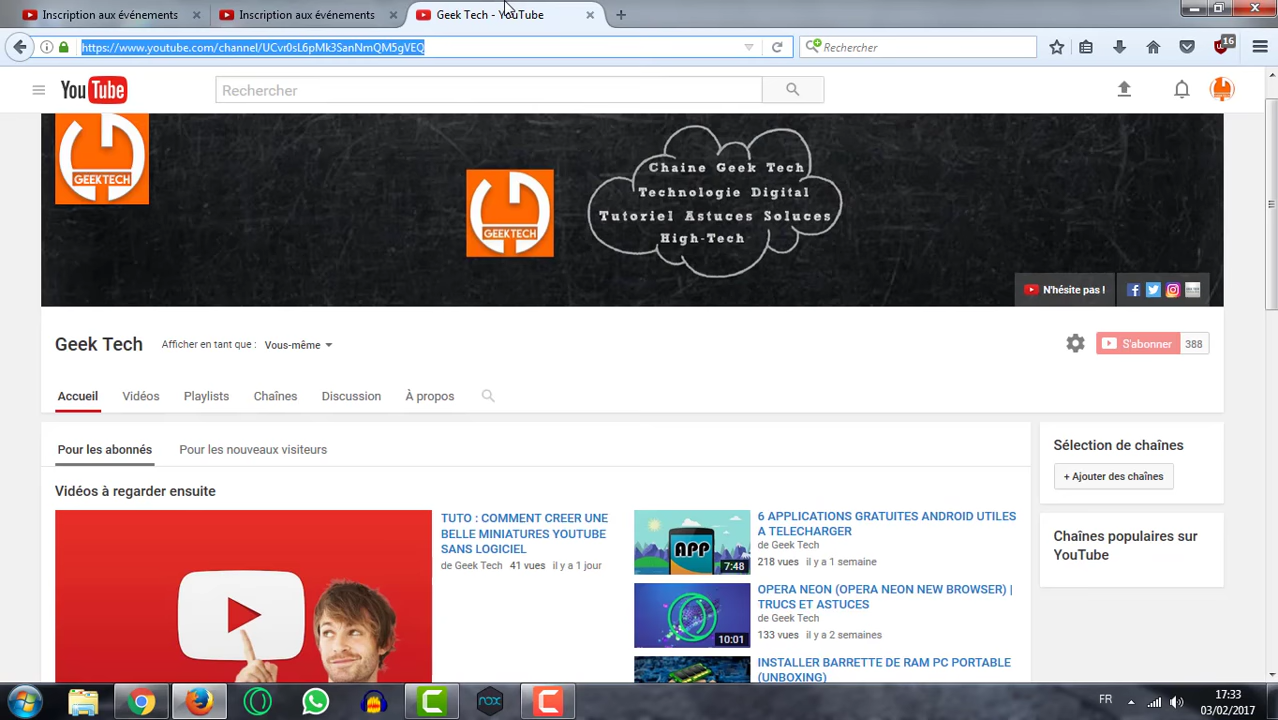 Inscription aux événements
Inscription aux événements
Geek Tech - YouTube
https://www.youtube.com/channel/UCvr0sL6pMk3SanNmQM5gVEQ
Rechercher
16
YouTube
Rechercher
GEEKTECH
GEEKTECH
Chaine Geek Tech
Technologie Digital
Tutoriel Astuces Soluces
High-Tech
N'hésite pas !
Geek Tech
Afficher en tant que :
Vous-même
S'abonner
388
Accueil
Vidéos
Playlists
Chaînes
Discussion
À propos
Pour les abonnés
Pour les nouveaux visiteurs
Vidéos à regarder ensuite
TUTO : COMMENT CREER UNE
BELLE MINIATURES YOUTUBE
SANS LOGICIEL
de Geek Tech 41 vues il y a 1 jour
APP
7:48
6 APPLICATIONS GRATUITES ANDROID UTILES
A TELECHARGER
de Geek Tech
218 vues il y a 1 semaine
10:01
OPERA NEON (OPERA NEON NEW BROWSER) |
TRUCS ET ASTUCES
de Geek Tech
133 vues il y a 2 semaines
INSTALLER BARRETTE DE RAM PC PORTABLE
(UNBOXING)
Sélection de chaînes
+ Ajouter des chaînes
Chaînes populaires sur
YouTube
nox
FR
17:33
03/02/2017